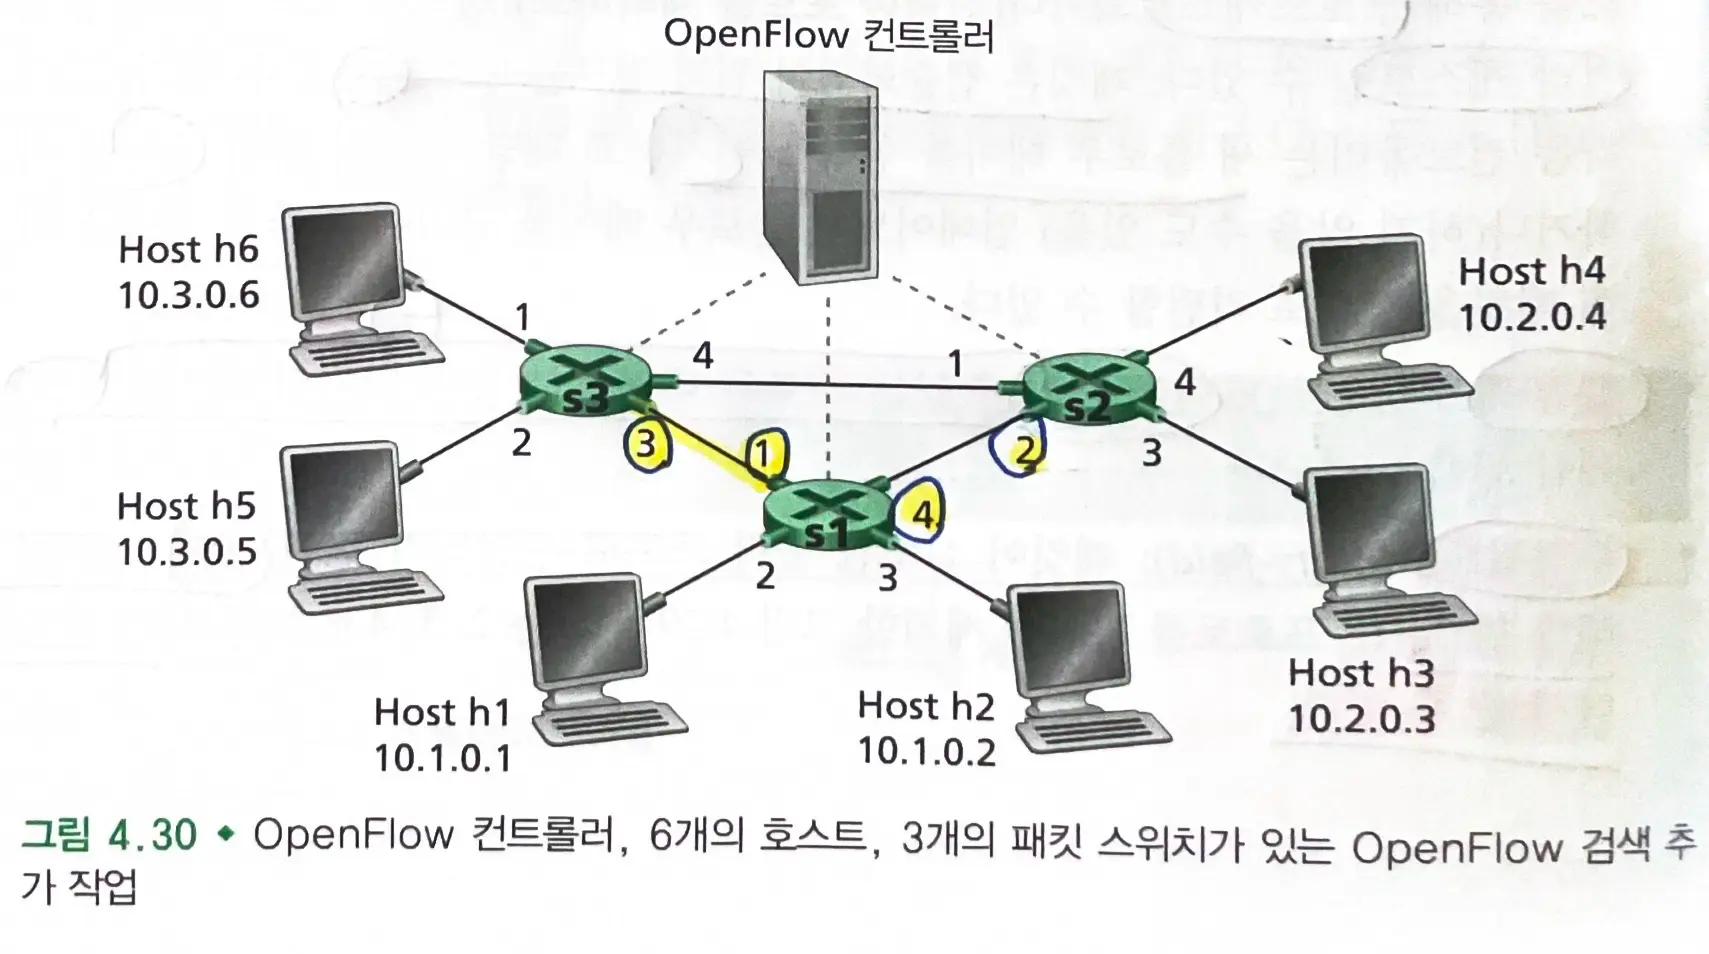 OpenFlow 컨트롤러
Host h6
10.3.0.6
Host h4
10.2.0.4
1
4
1
4
s3
s2
2
3
1
2
3
Host h5
10.3.0.5
4
s1
2
3
Host h3
10.2.0.3
Host h1
10.1.0.1
Host h2
10.1.0.2
그림 4.30 ◆ OpenFlow 컨트롤러, 6개의 호스트, 3개의 패킷 스위치가 있는 OpenFlow 검색 추
가 작업